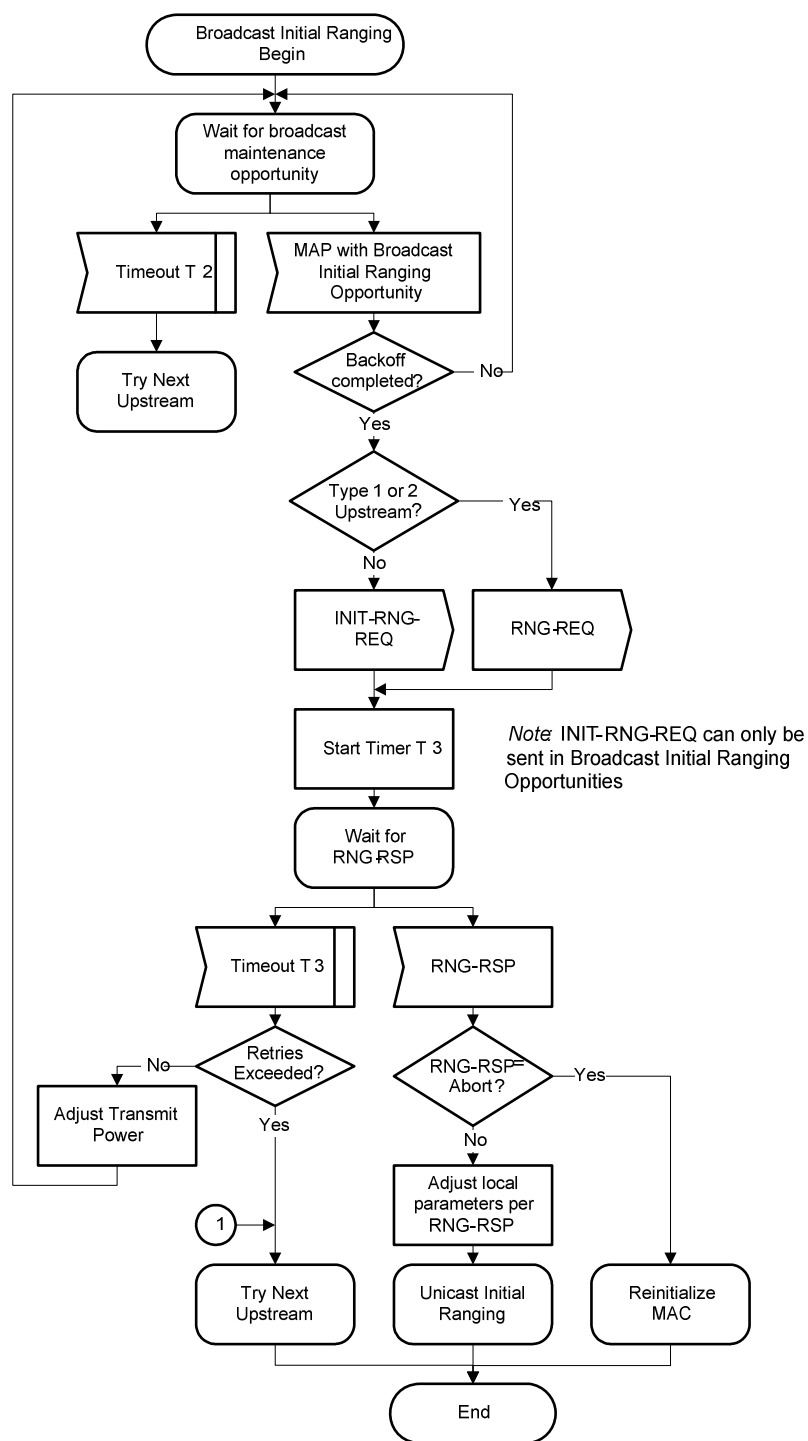 Broadcast Initial Ranging
Begin
Wait for broadcast
maintenance
opportunity
Timeout T 2
MAP with Broadcast
Initial Ranging
Opportunity
Try Next
Upstream
Backoff
completed?
No
Yes
Type 1 or 2
Upstream?
Yes
No
INIT-RNG-
REQ
RNG-REQ
Start Timer T 3
Note: INIT-RNG-REQ can only be
sent in Broadcast Initial Ranging
Opportunities
Wait for
RNG-RSP
Timeout T 3
RNG-RSP
Retries
Exceeded?
No
Yes
RNG-RSP=
Abort?
Yes
No
Adjust Transmit
Power
Adjust local
parameters per
RNG-RSP
1
Try Next
Upstream
Unicast Initial
Ranging
Reinitialize
MAC
End